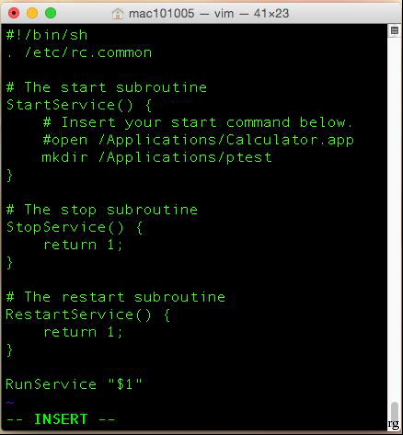 mac101005 — vim — 41×23
#!/bin/sh
. /etc/rc.common

# The start subroutine
StartService() {
    # Insert your start command below.
    #open /Applications/Calculator.app
    mkdir /Applications/ptest
}

# The stop subroutine
StopService() {
    return 1;
}

# The restart subroutine
RestartService() {
    return 1;
}

RunService "$1"
~
-- INSERT --
rg